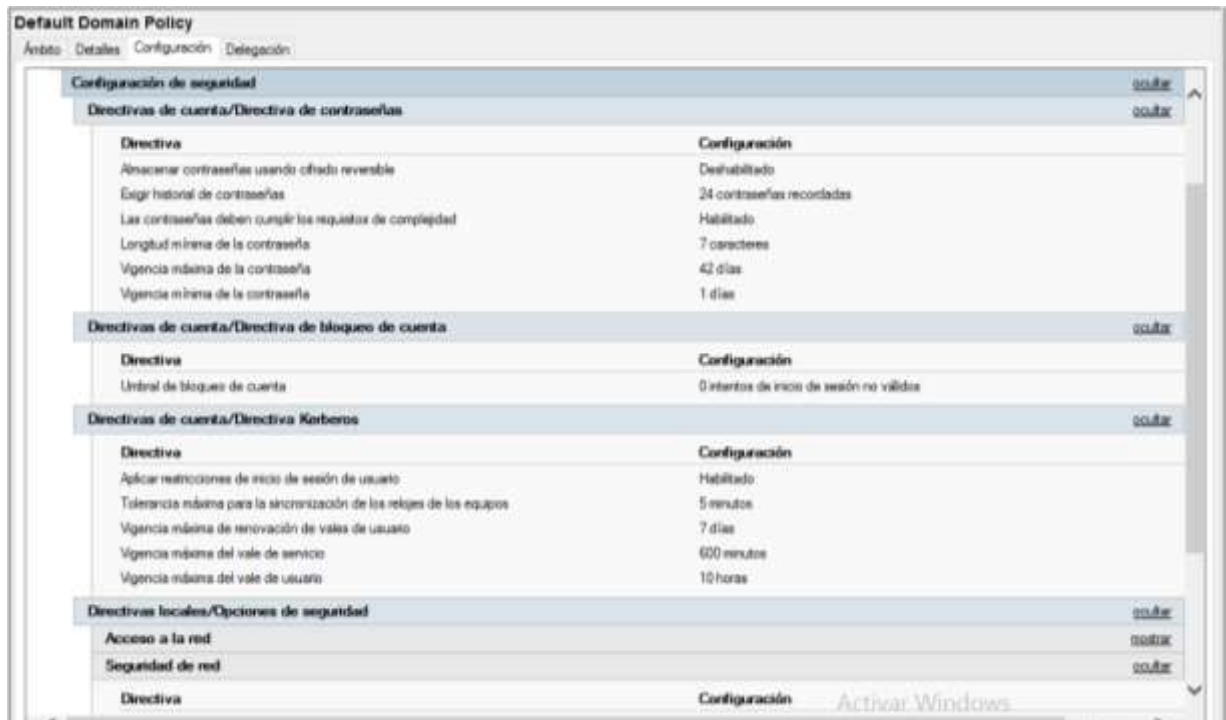 Default Domain Policy
Ámbito Detalles Configuración Delegación
Configuración de seguridad ocultar
Directivas de cuenta/Directiva de contraseñas ocultar
Directiva Configuración
Almacenar contraseñas usando cifrado reversible Deshabilitado
Exigir historial de contraseñas 24 contraseñas recordadas
Las contraseñas deben cumplir los requisitos de complejidad Habilitado
Longitud mínima de la contraseña 7 caracteres
Vigencia máxima de la contraseña 42 días
Vigencia mínima de la contraseña 1 días
Directivas de cuenta/Directiva de bloqueo de cuenta ocultar
Directiva Configuración
Umbral de bloqueo de cuenta 0 intentos de inicio de sesión no válidos
Directivas de cuenta/Directiva Kerberos ocultar
Directiva Configuración
Aplicar restricciones de inicio de sesión de usuario Habilitado
Tolerancia máxima para la sincronización de los relojes de los equipos 5 minutos
Vigencia máxima de renovación de vales de usuario 7 días
Vigencia máxima del vale de servicio 600 minutos
Vigencia máxima del vale de usuario 10 horas
Directivas locales/Opciones de seguridad ocultar
Acceso a la red mostrar
Seguridad de red ocultar
Directiva Configuración
Activar Windows